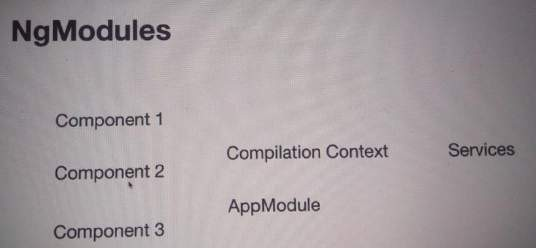 NgModules
Component 1
Compilation Context
Services
Component 2
AppModule
Component 3